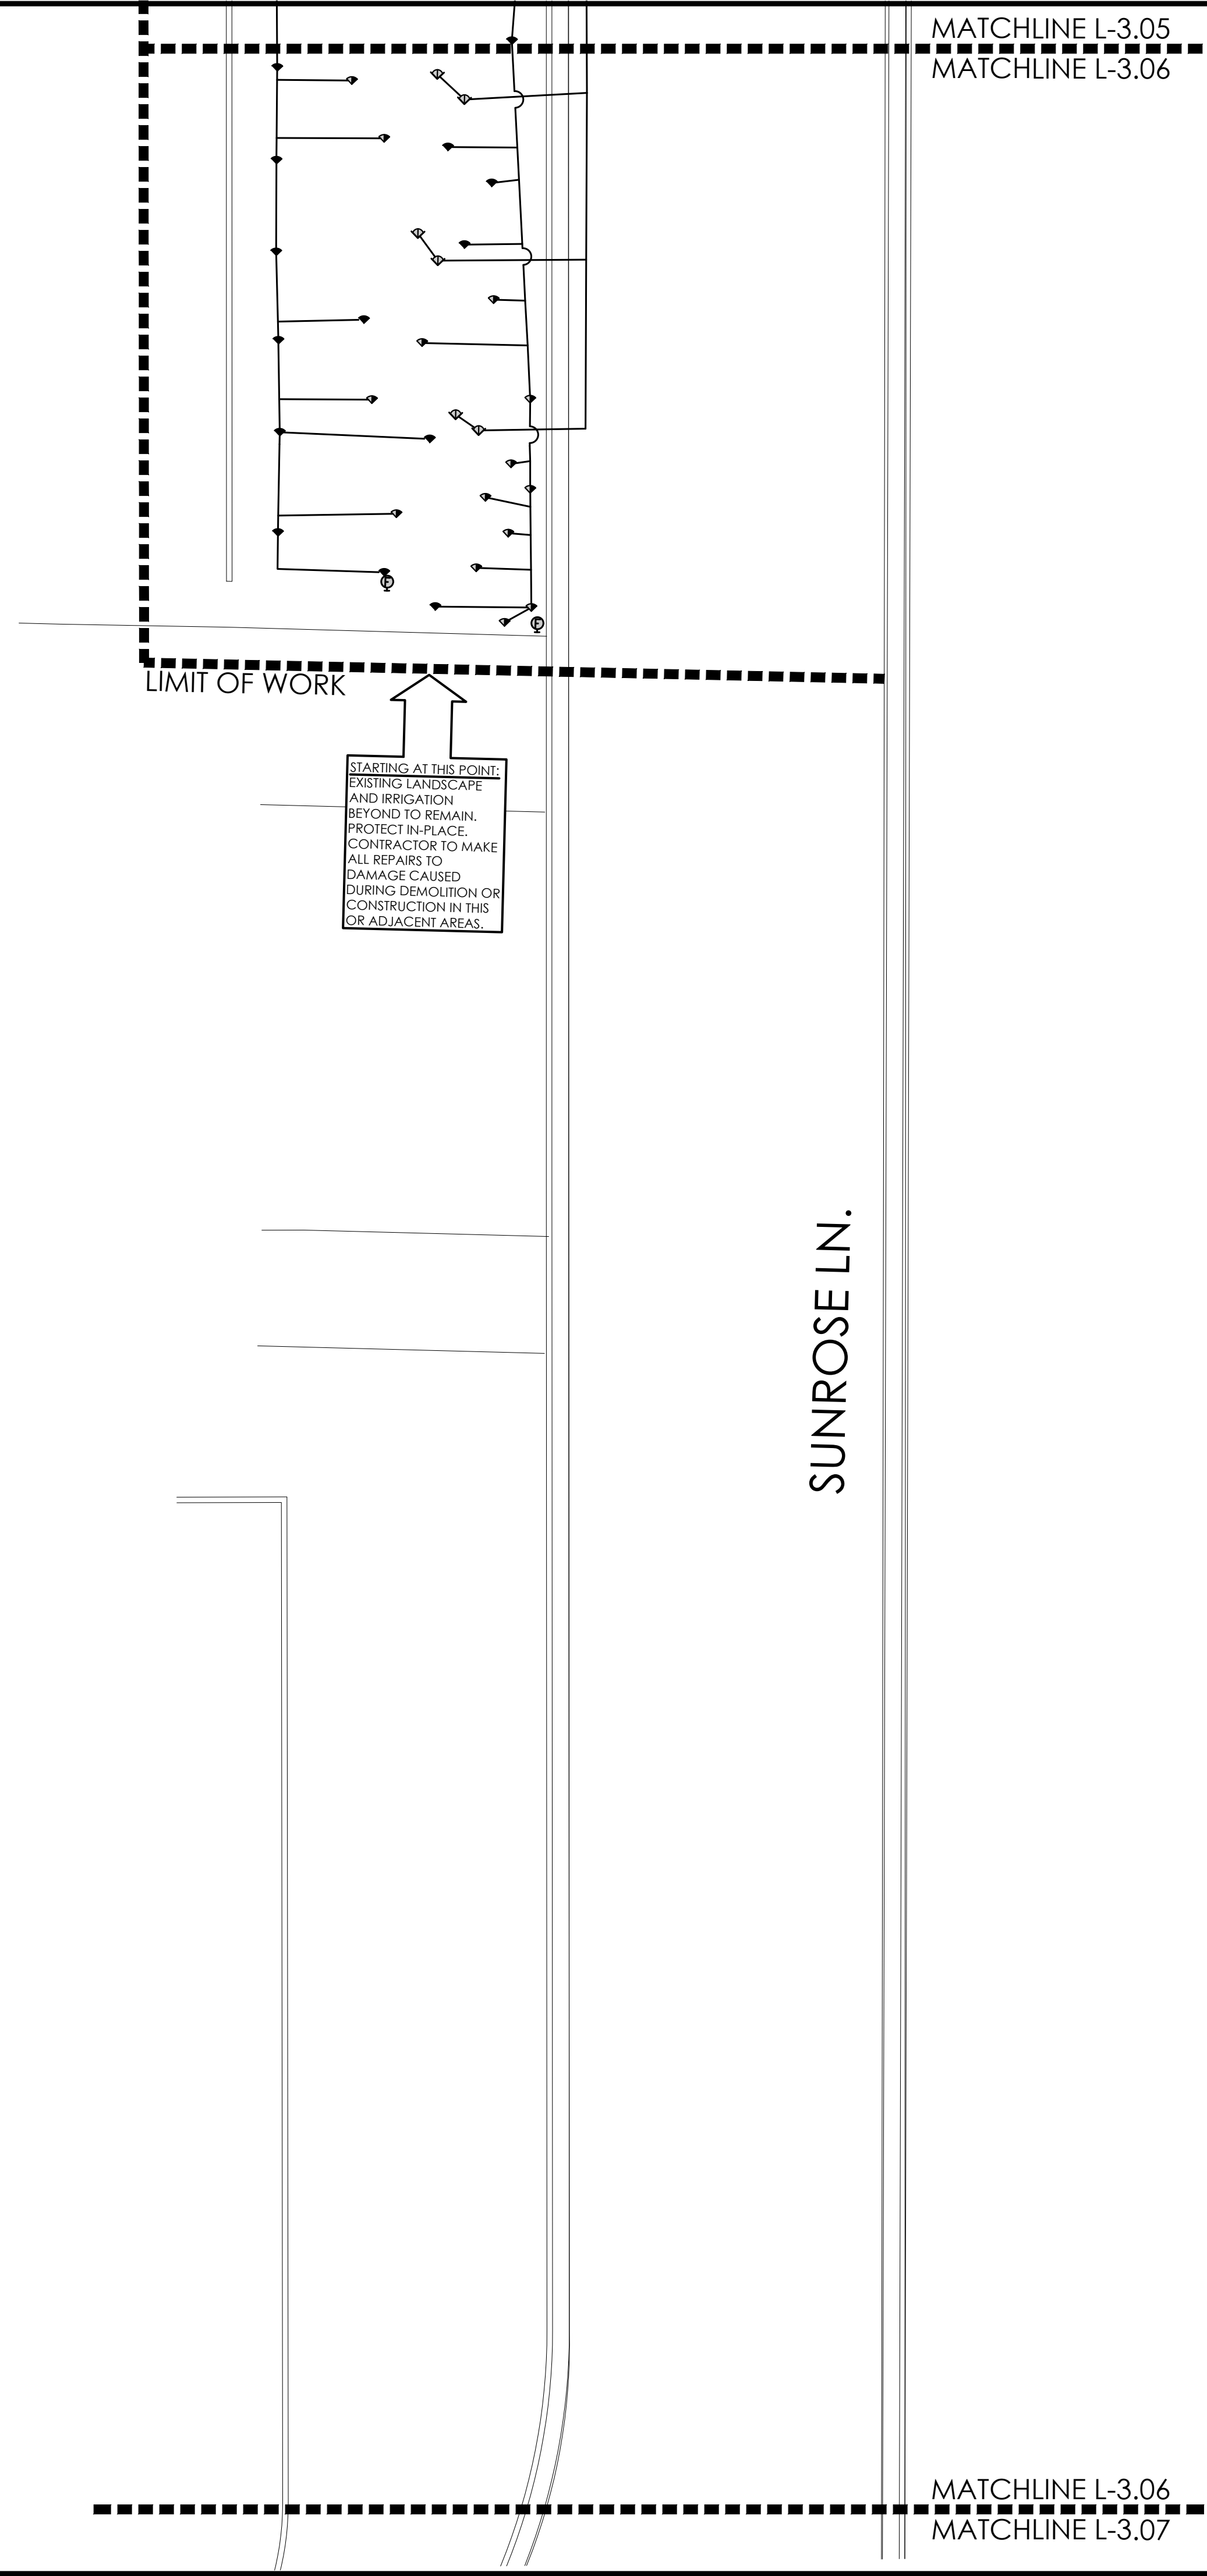 MATCHLINE L-3.05
MATCHLINE L-3.06
F
F
LIMIT OF WORK
STARTING AT THIS POINT:
EXISTING LANDSCAPE
AND IRRIGATION
BEYOND TO REMAIN.
PROTECT IN-PLACE.
CONTRACTOR TO MAKE
ALL REPAIRS TO
DAMAGE CAUSED
DURING DEMOLITION OR
CONSTRUCTION IN THIS
OR ADJACENT AREAS.
SUNROSE LN.
MATCHLINE L-3.06
MATCHLINE L-3.07